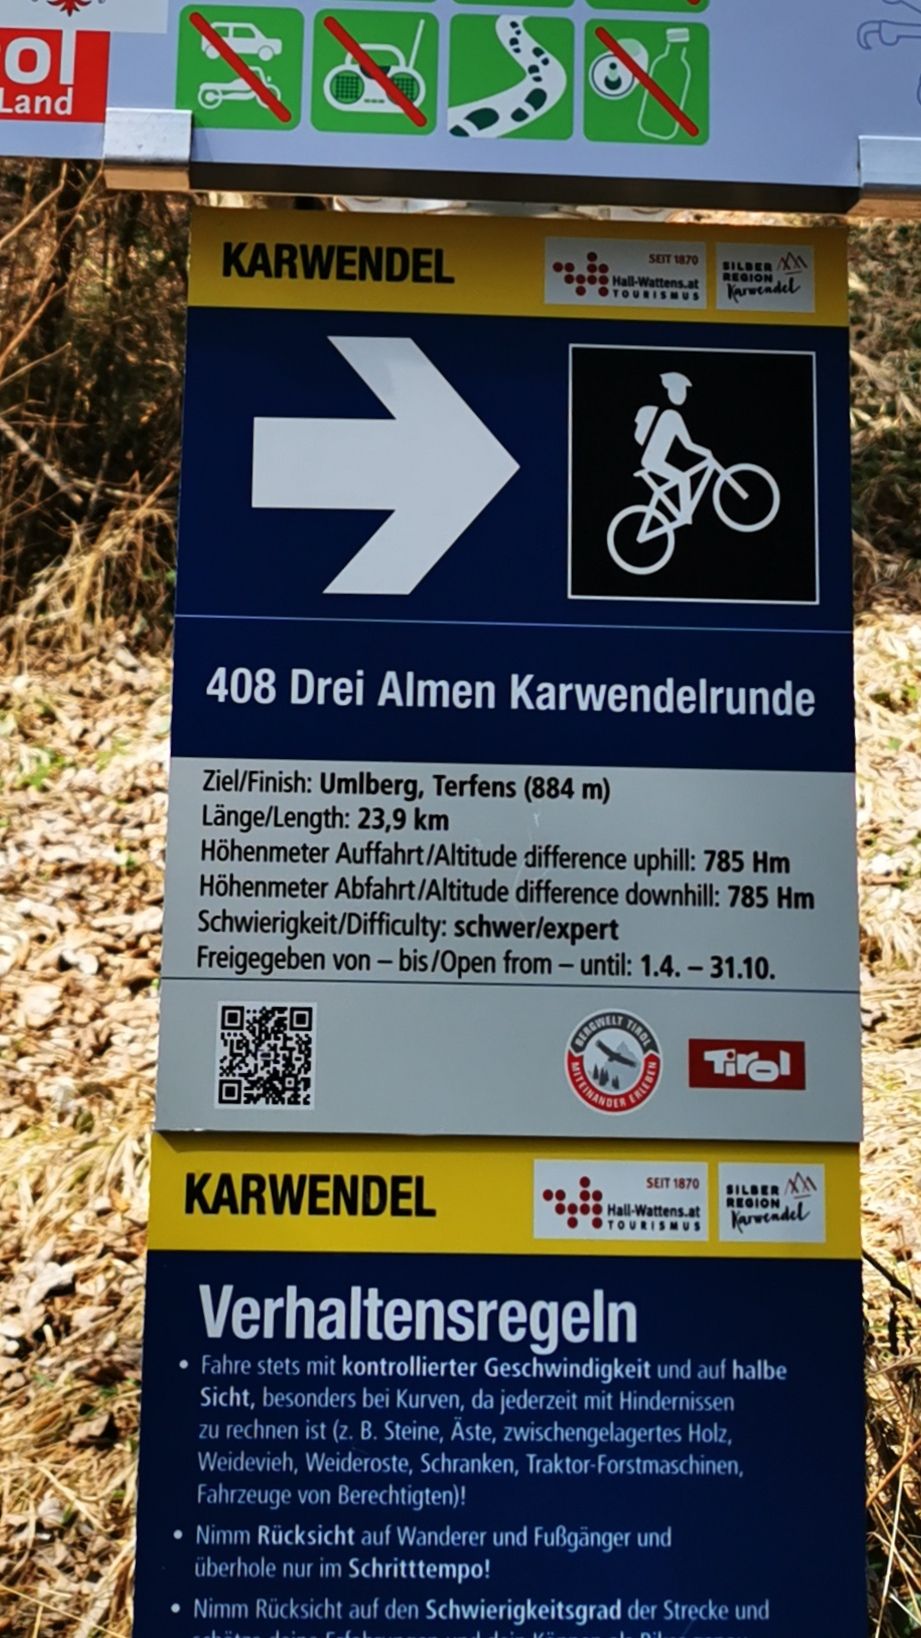 ol
Land
KARWENDEL
SEIT 1870
Hall-Wattens.at
TOURISMUS
SILBER
REGION
Karwendel
408 Drei Almen Karwendelrunde
Ziel/Finish: Umlberg, Terfens (884 m)
Länge/Length: 23,9 km
Höhenmeter Auffahrt/Altitude difference uphill: 785 Hm
Höhenmeter Abfahrt/Altitude difference downhill: 785 Hm
Schwierigkeit/Difficulty: schwer/expert
Freigegeben von – bis/Open from – until: 1.4. – 31.10.
BERGWELT TIROL
MITEINANDER ERLEBEN
Tirol
KARWENDEL
SEIT 1870
Hall-Wattens.at
TOURISMUS
SILBER
REGION
Karwendel
Verhaltensregeln
• Fahre stets mit kontrollierter Geschwindigkeit und auf halbe
Sicht, besonders bei Kurven, da jederzeit mit Hindernissen
zu rechnen ist (z. B. Steine, Äste, zwischengelagertes Holz,
Weidevieh, Weideroste, Schranken, Traktor-Forstmaschinen,
Fahrzeuge von Berechtigten)!
• Nimm Rücksicht auf Wanderer und Fußgänger und
überhole nur im Schritttempo!
• Nimm Rücksicht auf den Schwierigkeitsgrad der Strecke und